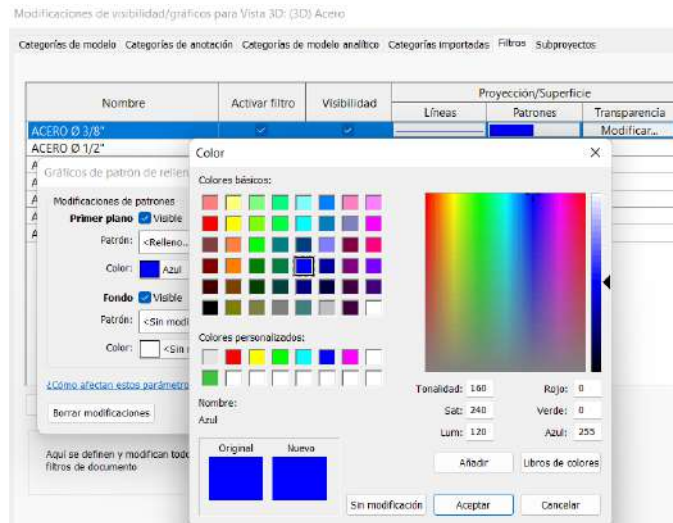 Modificaciones de visibilidad/gráficos para Vista 3D: (3D) Acero
Categorías de modelo Categorías de anotación Categorías de modelo analítico Categorías importadas Filtros Subproyectos
Proyección/Superficie
Nombre Activar filtro Visibilidad
Líneas Patrones Transparencia
ACERO Ø 3/8" Modificar...
ACERO Ø 1/2"
A
A
A
A
A
Gráficos de patrón de rellen
Modificaciones de patrones
Primer plano Visible
Patrón: <Relleno...
Color: Azul
Fondo Visible
Patrón: <Sin modi
Color: <Sin r
¿Cómo afectan estos parámetro
Borrar modificaciones
Aquí se definen y modifican todo
filtros de documento
Color
Colores básicos:
Colores personalizados:
Nombre:
Azul
Original Nuevo
Tonalidad: 160 Rojo: 0
Sat: 240 Verde: 0
Lum: 120 Azul: 255
Añadir Libros de colores
Sin modificación Aceptar Cancelar